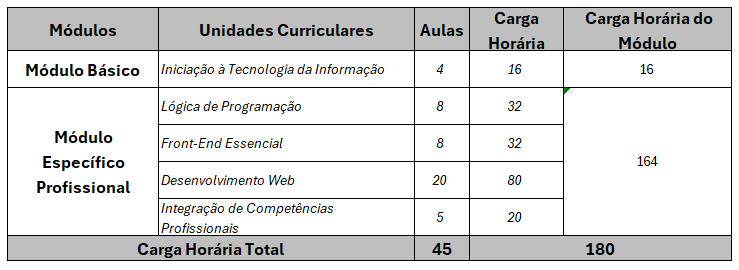 Módulos Unidades Curriculares Aulas Carga Horária Carga Horária do Módulo
Módulo Básico Iniciação à Tecnologia da Informação 4 16 16
Módulo Específico Profissional Lógica de Programação 8 32 164
Front-End Essencial 8 32
Desenvolvimento Web 20 80
Integração de Competências Profissionais 5 20
Carga Horária Total 45 180